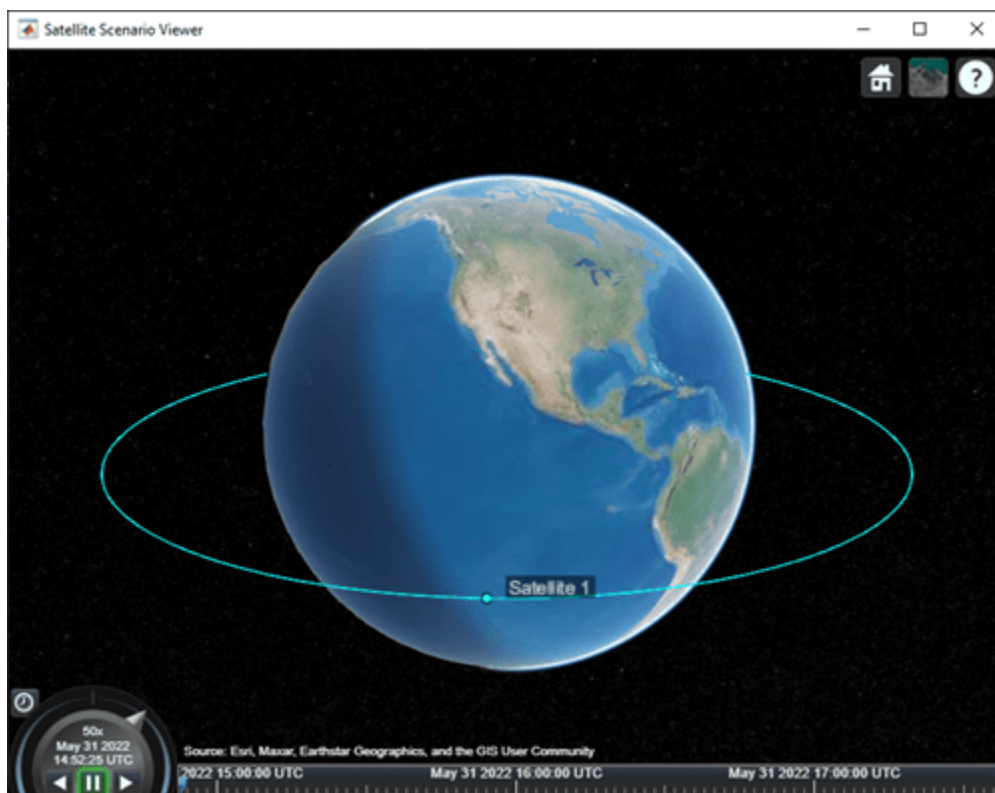 Satellite Scenario Viewer
?
Satellite 1
50x
May 31 2022
14:52:25 UTC
Source: Esri, Maxar, Earthstar Geographics, and the GIS User Community
2022 15:00:00 UTC May 31 2022 16:00:00 UTC May 31 2022 17:00:00 UTC